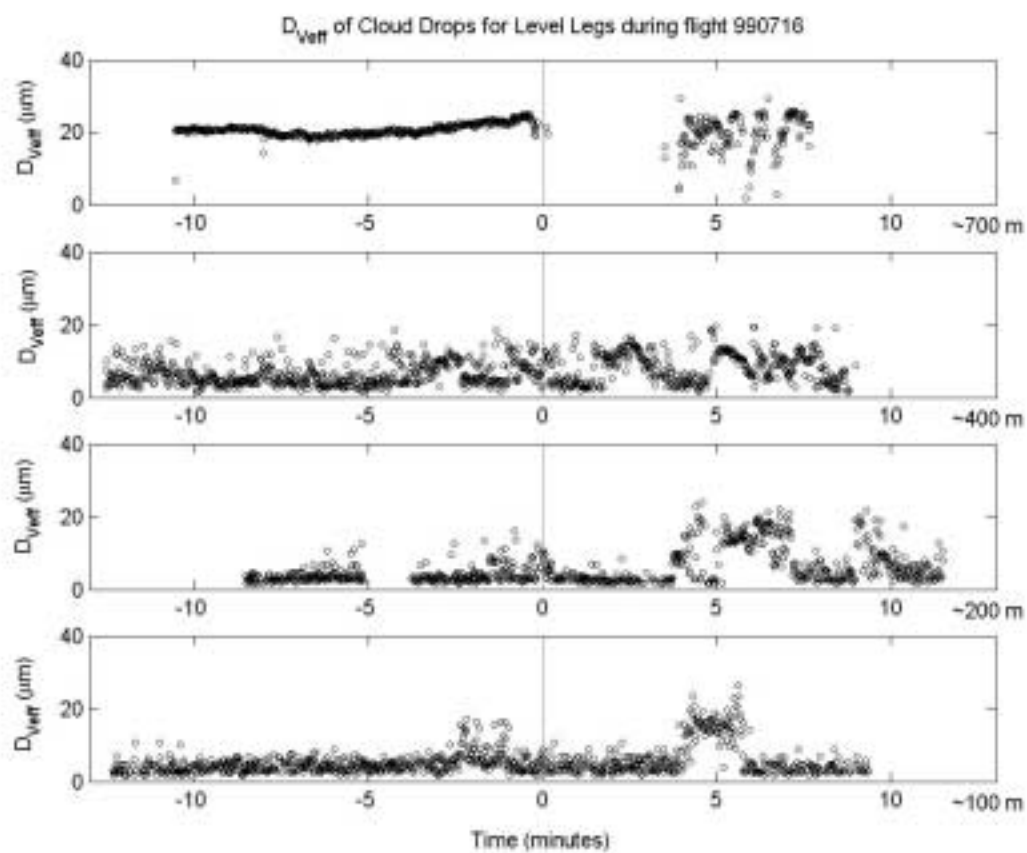 D_Veff of Cloud Drops for Level Legs during flight 990716
D_Veff (μm)
40
20
0
-10 -5 0 5 10 ~700 m
D_Veff (μm)
40
20
0
-10 -5 0 5 10 ~400 m
D_Veff (μm)
40
20
0
-10 -5 0 5 10 ~200 m
D_Veff (μm)
40
20
0
-10 -5 0 5 10 ~100 m
Time (minutes)